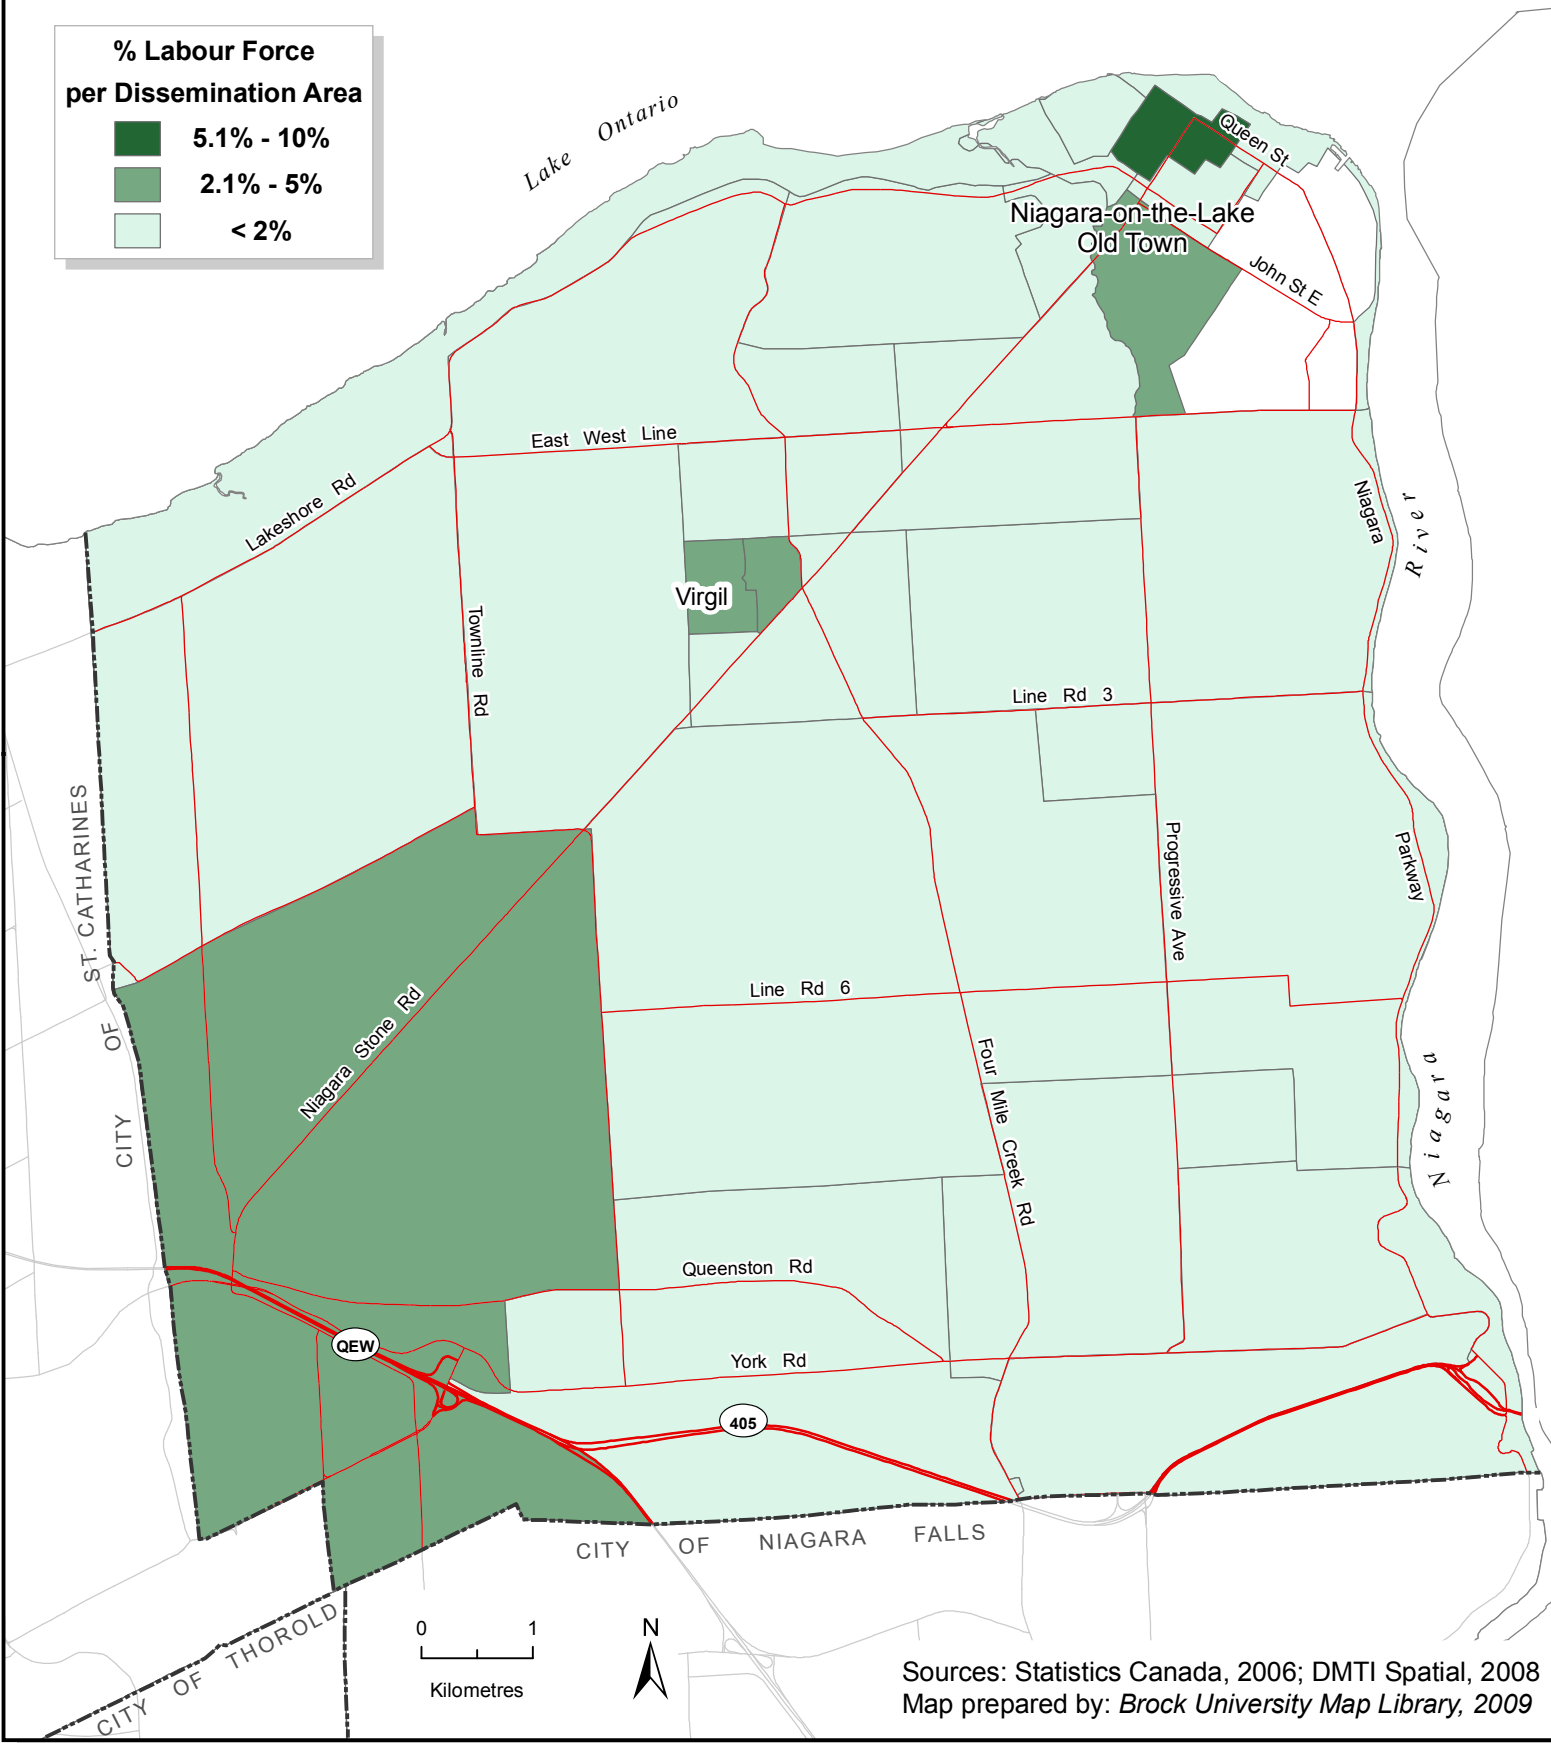 % Labour Force
per Dissemination Area
5.1% - 10%
2.1% - 5%
< 2%
Lake Ontario
Queen St
Niagara-on-the-Lake
Old Town
John St E
East West Line
Lakeshore Rd
Niagara
River
Virgil
Townline Rd
Line Rd 3
ST. CATHARINES
Progressive Ave
Parkway
Line Rd 6
Niagara Stone Rd
OF
Four Mile Creek Rd
Niagara
CITY
Queenston Rd
QEW
York Rd
405
CITY OF NIAGARA FALLS
CITY OF THOROLD
0 1
Kilometres
N
Sources: Statistics Canada, 2006; DMTI Spatial, 2008
Map prepared by: Brock University Map Library, 2009